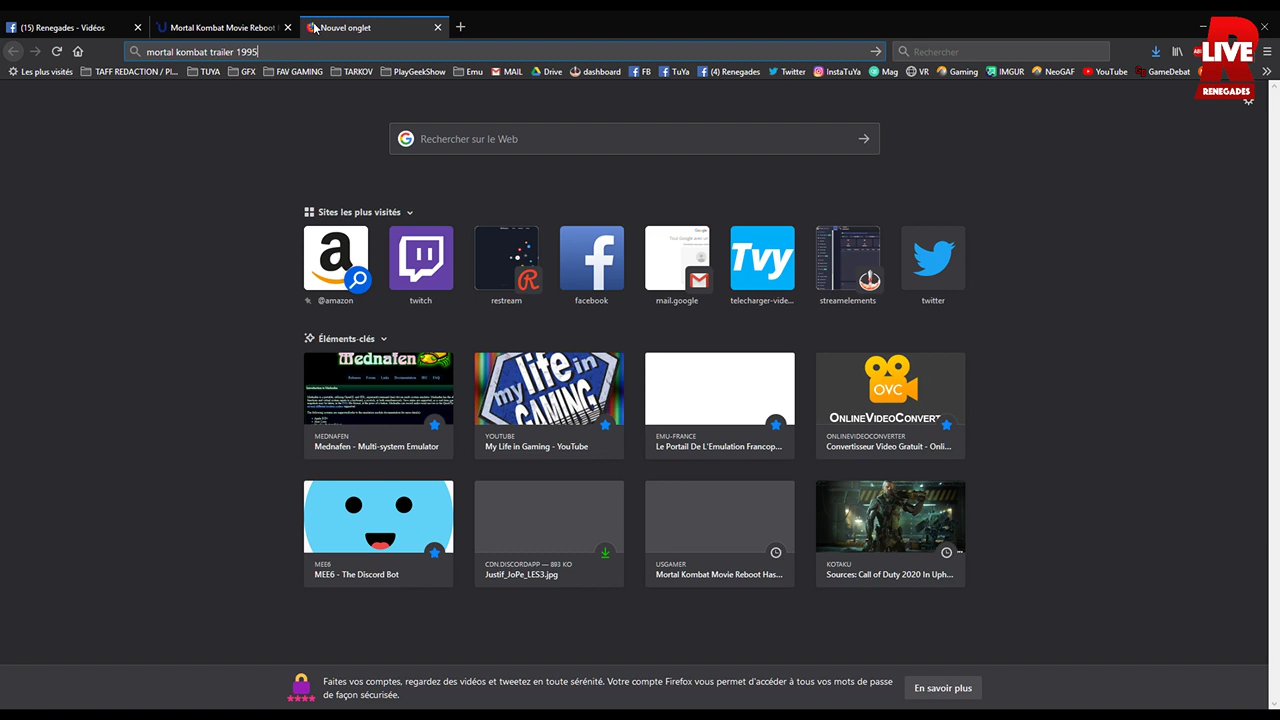 (15) Renegades - Vidéos
Mortal Kombat Movie Reboot
Nouvel onglet
mortal kombat trailer 1995
Rechercher
Les plus visités
TAFF REDACTION / Pl...
TUYA
GFX
FAV GAMING
TARKOV
PlayGeekShow
Emu
MAIL
Drive
dashboard
FB
TuYa
(4) Renegades
Twitter
InstaTuYa
Mag
VR
Gaming
IMGUR
NeoGAF
YouTube
GameDebat
LIVE
RENEGADES
Rechercher sur le Web
Sites les plus visités
a
Tvy
@amazon
twitch
restream
facebook
mail.google
telecharger-vide...
streamelements
twitter
Éléments-clés
Mednafen
my life in GAMING
OVC
ONLINEVIDEOCONVERT
MEDNAFEN
Mednafen - Multi-system Emulator
YOUTUBE
My Life in Gaming - YouTube
EMU-FRANCE
Le Portail De L'Emulation Francop...
ONLINEVIDEOCONVERTER
Convertisseur Video Gratuit - Onli...
MEE6
MEE6 - The Discord Bot
CDN.DISCORDAPP — 893 KO
Justif_JoPe_LES3.jpg
USGAMER
Mortal Kombat Movie Reboot Has...
KOTAKU
Sources: Call of Duty 2020 In Uph...
Faites vos comptes, regardez des vidéos et tweetez en toute sérénité. Votre compte Firefox vous permet d'accéder à tous vos mots de passe
de façon sécurisée.
En savoir plus